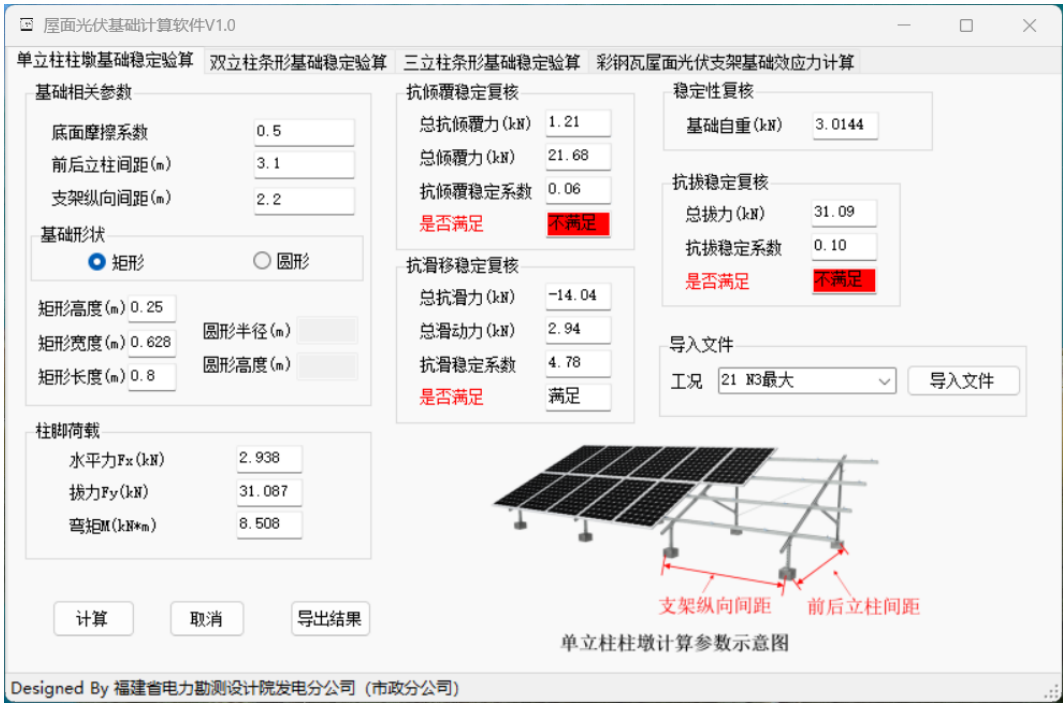 屋面光伏基础计算软件V1.0
单立柱柱墩基础稳定验算 双立柱条形基础稳定验算 三立柱条形基础稳定验算 彩钢瓦屋面光伏支架基础效应力计算
基础相关参数
底面摩擦系数 0.5
前后立柱间距(m) 3.1
支架纵向间距(m) 2.2
基础形状
矩形 圆形
矩形高度(m) 0.25
矩形宽度(m) 0.628
矩形长度(m) 0.8
圆形半径(m)
圆形高度(m)
柱脚荷载
水平力Fx(kN) 2.938
拔力Fy(kN) 31.087
弯矩M(kN*m) 8.508
计算 取消 导出结果
抗倾覆稳定复核
总抗倾覆力(kN) 1.21
总倾覆力(kN) 21.68
抗倾覆稳定系数 0.06
是否满足 不满足
抗滑移稳定复核
总抗滑力(kN) -14.04
总滑动力(kN) 2.94
抗滑稳定系数 4.78
是否满足 满足
稳定性复核
基础自重(kN) 3.0144
抗拔稳定复核
总拔力(kN) 31.09
抗拔稳定系数 0.10
是否满足 不满足
导入文件
工况 21 N3最大 导入文件
支架纵向间距 前后立柱间距
单立柱柱墩计算参数示意图
Designed By 福建省电力勘测设计院发电分公司 (市政分公司)